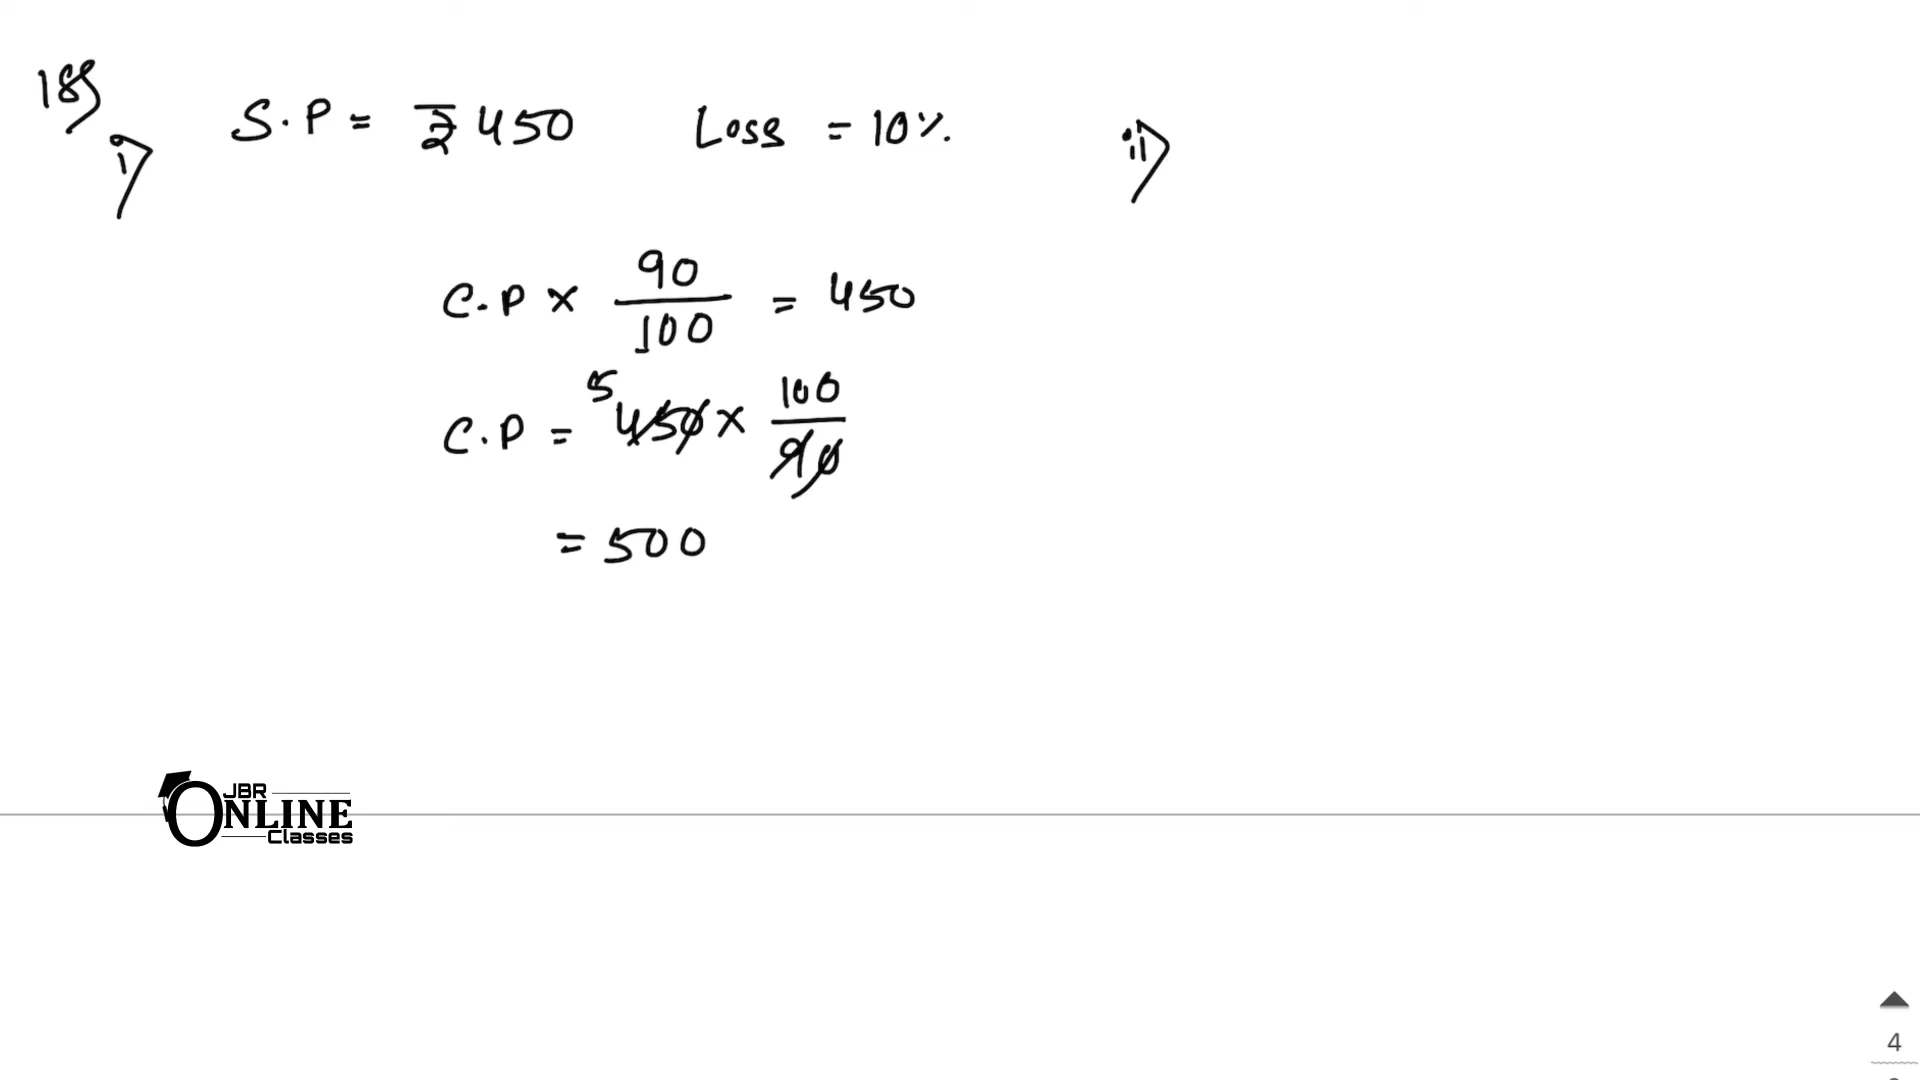 18)
i) S.P = ₹ 450 Loss = 10%. ii)
C.P × 90/100 = 450
C.P = 5 450 × 100/90
= 500
JBR
ONLINE
Classes
4